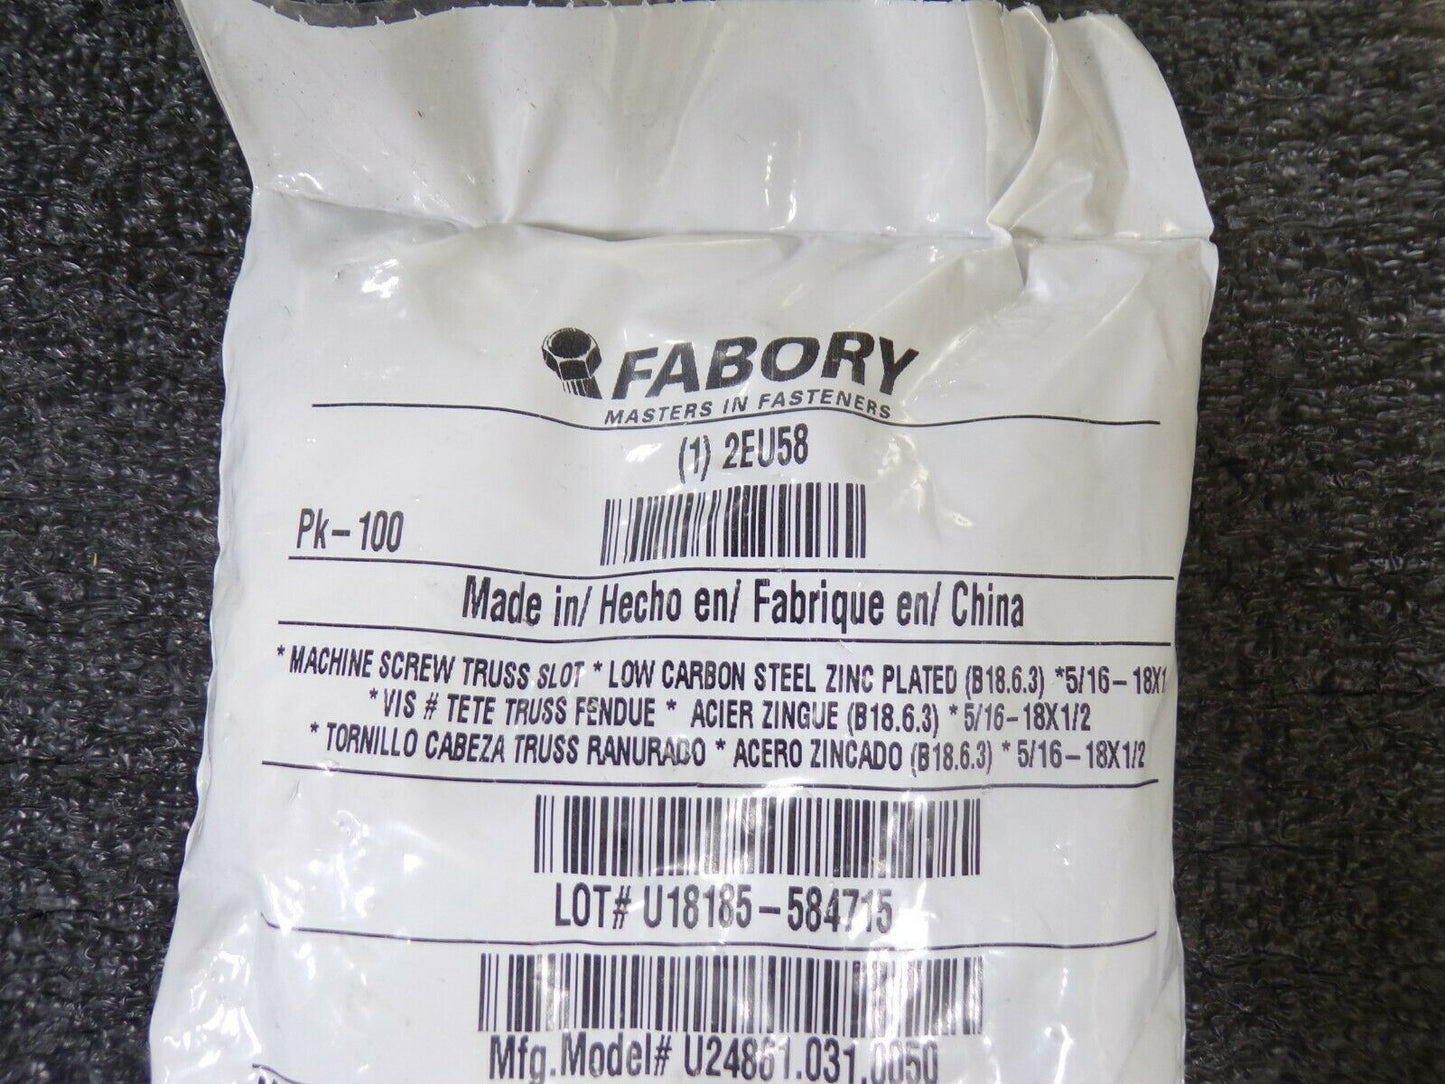 FABORY
MASTERS IN FASTENERS
(1) 2EU58
Pk-100
Made in/ Hecho en/ Fabrique en/ China
* MACHINE SCREW TRUSS SLOT * LOW CARBON STEEL ZINC PLATED (B18.6.3) *5/16-18X1
*VIS # TETE TRUSS FENDUE * ACIER ZINGUE (B18.6.3) *5/16-18X1/2
* TORNILLO CABEZA TRUSS RANURADO * ACERO ZINCADO (B18.6.3) * 5/16-18X1/2
LOT# U18185-584715
Mfg.Model# U24861.031.0050